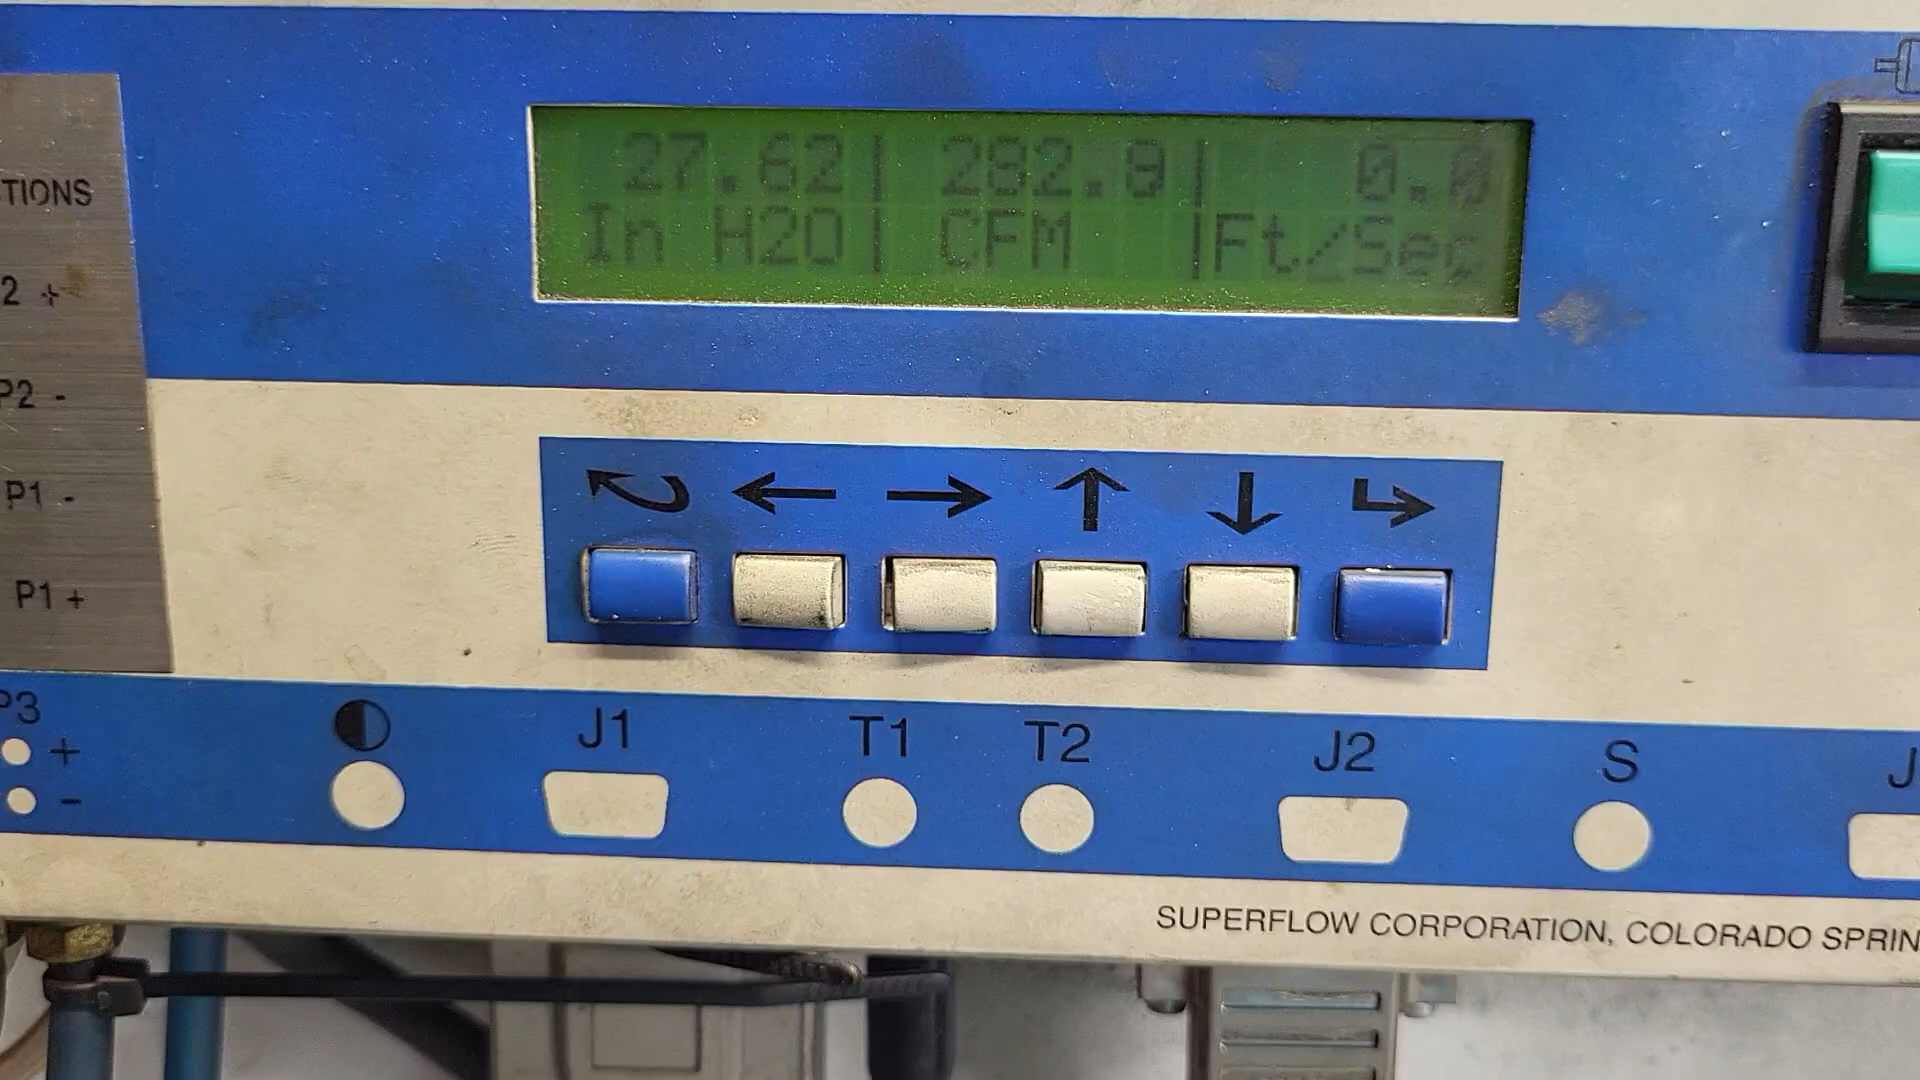 27.62| 282.9| 0.0
In H2O| CFM |Ft/Sec
TIONS
2 +
P2 -
P1 -
P1 +
P3
+
-
J1
T1
T2
J2
S
J
SUPERFLOW CORPORATION, COLORADO SPRIN